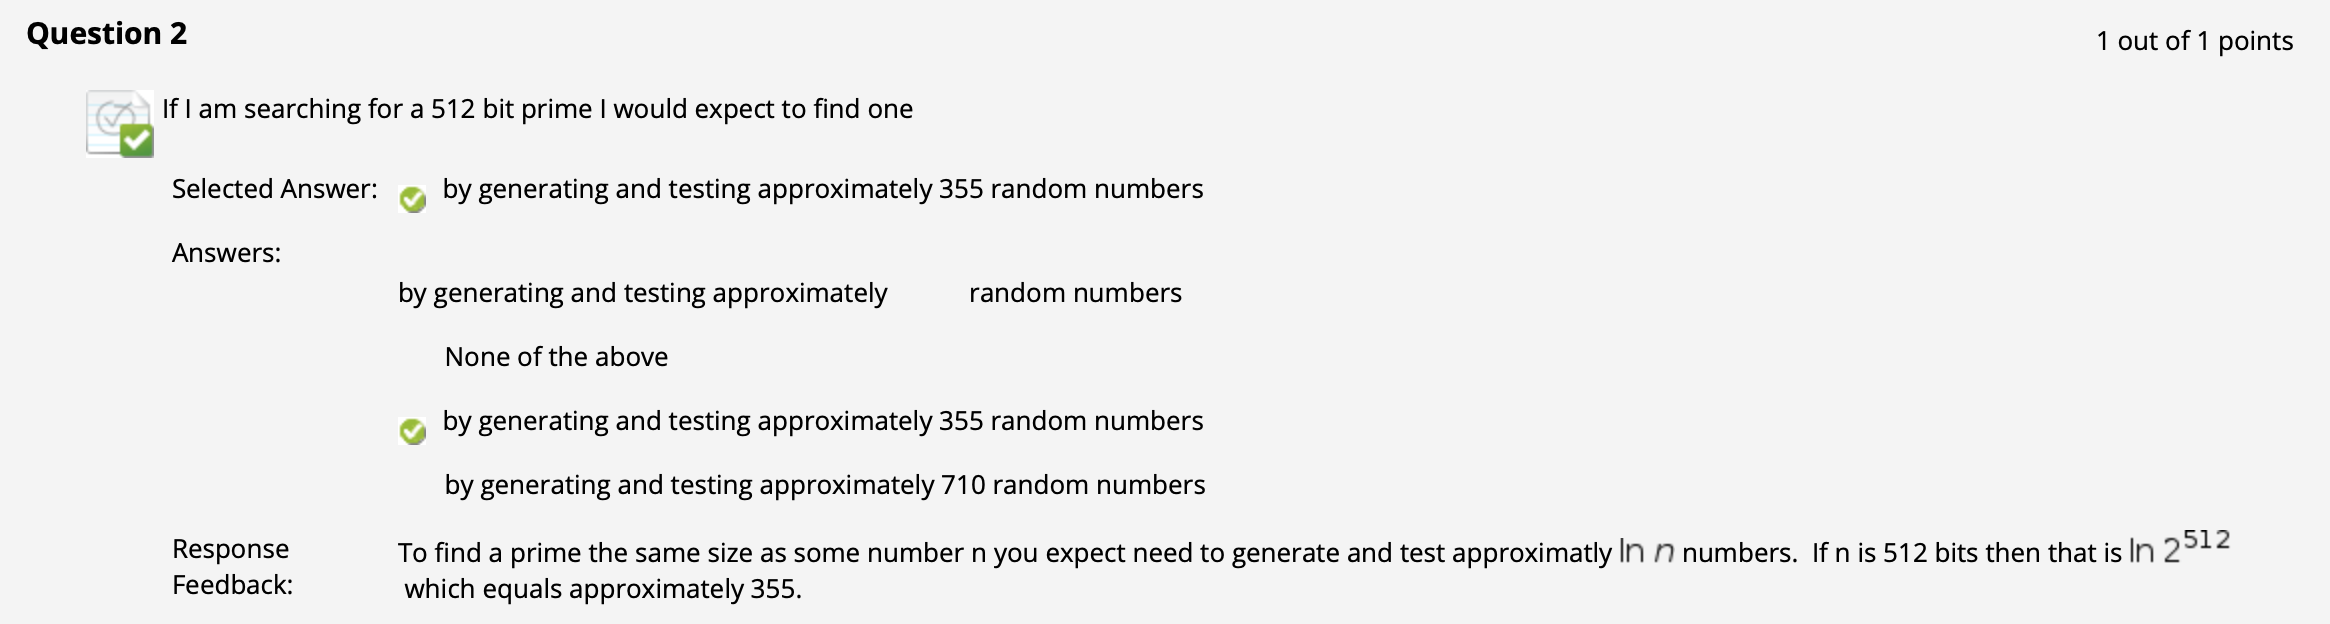 Question 2
1 out of 1 points
If I am searching for a 512 bit prime I would expect to find one
Selected Answer: by generating and testing approximately 355 random numbers
Answers:
by generating and testing approximately random numbers
None of the above
by generating and testing approximately 355 random numbers
by generating and testing approximately 710 random numbers
Response Feedback:
To find a prime the same size as some number n you expect need to generate and test approximatly ln n numbers. If n is 512 bits then that is ln 2^512
which equals approximately 355.